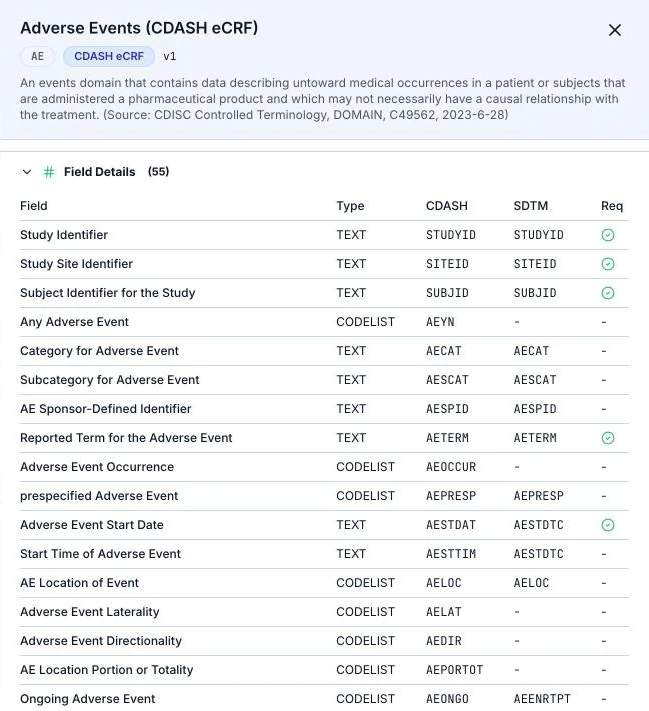 Adverse Events (CDASH eCRF)
AE CDASH eCRF v1
An events domain that contains data describing untoward medical occurrences in a patient or subjects that
are administered a pharmaceutical product and which may not necessarily have a causal relationship with
the treatment. (Source: CDISC Controlled Terminology, DOMAIN, C49562, 2023-6-28)
# Field Details (55)
Field Type CDASH SDTM Req
Study Identifier TEXT STUDYID STUDYID
Study Site Identifier TEXT SITEID SITEID
Subject Identifier for the Study TEXT SUBJID SUBJID
Any Adverse Event CODELIST AEYN - -
Category for Adverse Event TEXT AECAT AECAT -
Subcategory for Adverse Event TEXT AESCAT AESCAT -
AE Sponsor-Defined Identifier TEXT AESPID AESPID -
Reported Term for the Adverse Event TEXT AETERM AETERM
Adverse Event Occurrence CODELIST AEOCCUR - -
prespecified Adverse Event CODELIST AEPRESP AEPRESP -
Adverse Event Start Date TEXT AESTDAT AESTDTC
Start Time of Adverse Event TEXT AESTTIM AESTDTC -
AE Location of Event CODELIST AELOC AELOC -
Adverse Event Laterality CODELIST AELAT - -
Adverse Event Directionality CODELIST AEDIR - -
AE Location Portion or Totality CODELIST AEPORTOT - -
Ongoing Adverse Event CODELIST AEONGO AEENRTPT -